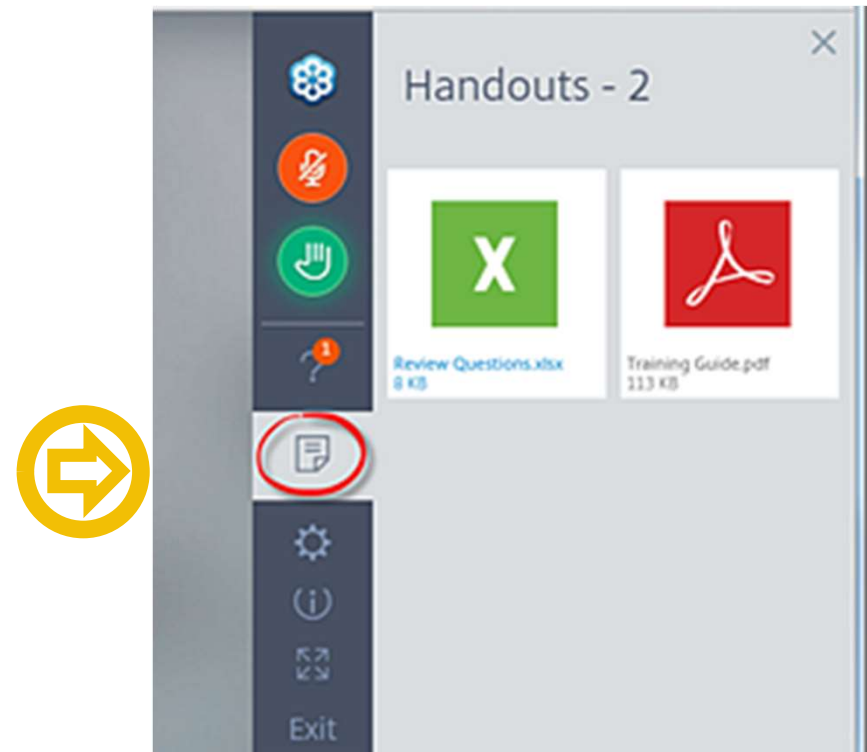 Handouts - 2
X
1
Review Questions.xlsx
8 KB
Training Guide.pdf
113 KB
Exit